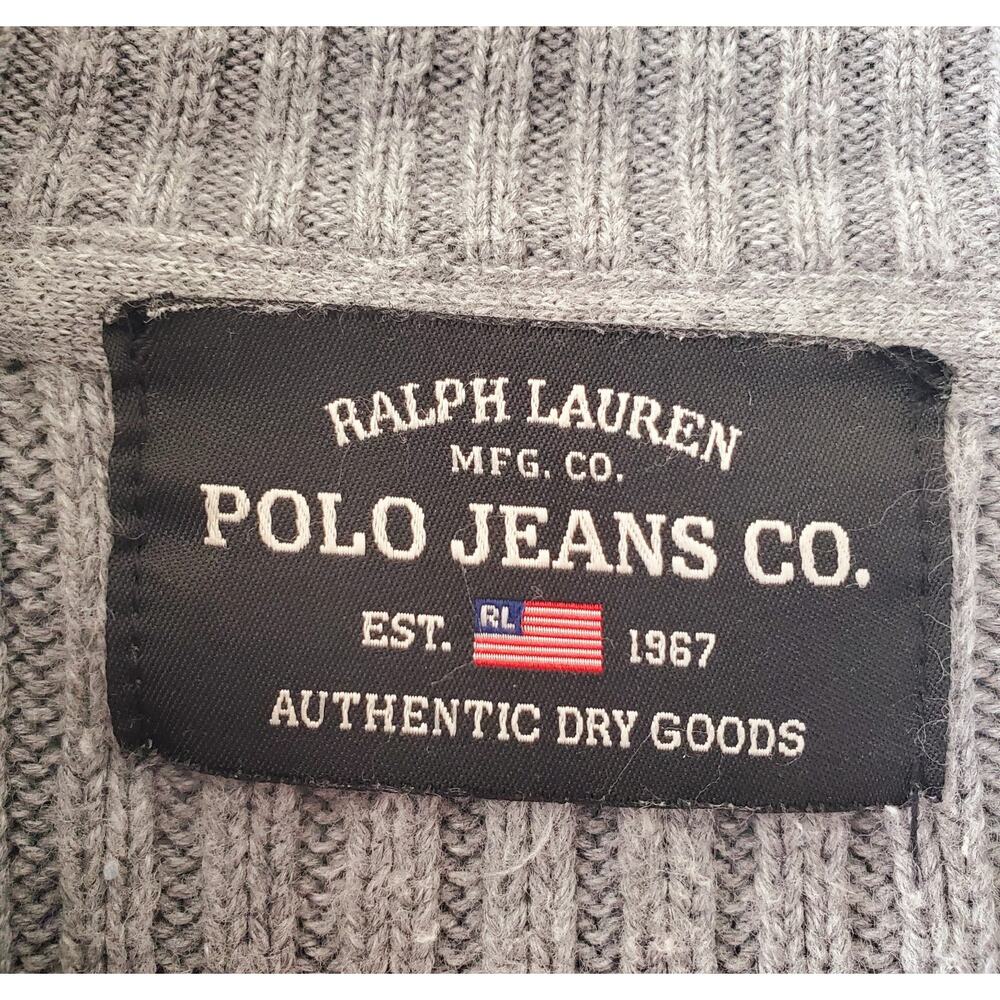 RALPH LAUREN
MFG. CO.
POLO JEANS CO.
EST. RL 1967
AUTHENTIC DRY GOODS